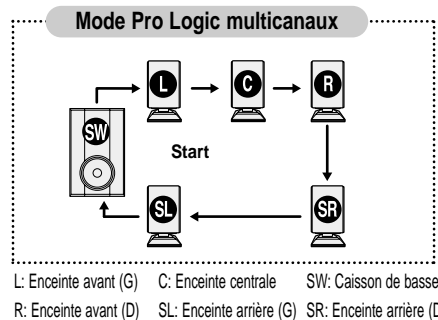 Mode Pro Logic multicanaux
L C R
SW
Start
SL SR
L: Enceinte avant (G) C: Enceinte centrale SW: Caisson de basse
R: Enceinte avant (D) SL: Enceinte arrière (G) SR: Enceinte arrière (D